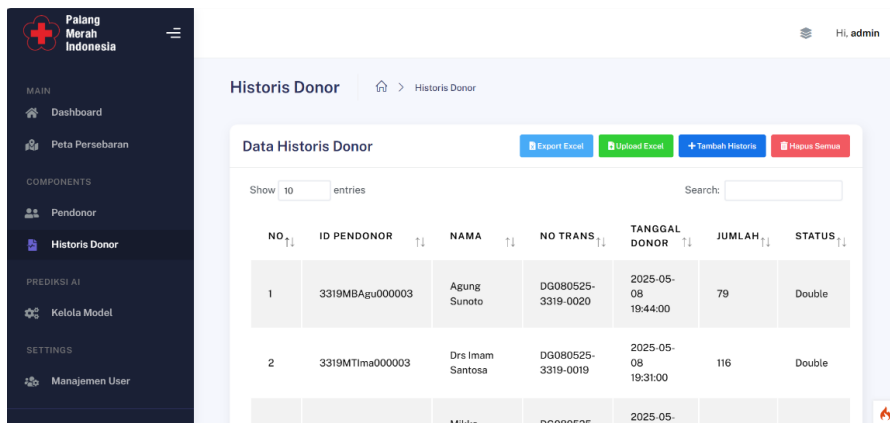 Palang
Merah
Indonesia
Hi, admin
MAIN
Dashboard
Peta Persebaran
COMPONENTS
Pendonor
Historis Donor
PREDIKSI AI
Kelola Model
SETTINGS
Manajemen User
Historis Donor > Historis Donor
Data Historis Donor Export Excel Upload Excel +Tambah Historis Hapus Semua
Show 10 entries Search:
NO ID PENDONOR NAMA NO TRANS TANGGAL DONOR JUMLAH STATUS
1 3319MBAgu000003 Agung Sunoto DG080525-3319-0020 2025-05-08 19:44:00 79 Double
2 3319MTIma000003 Drs Imam Santosa DG080525-3319-0019 2025-05-08 19:31:00 116 Double
2025-05-